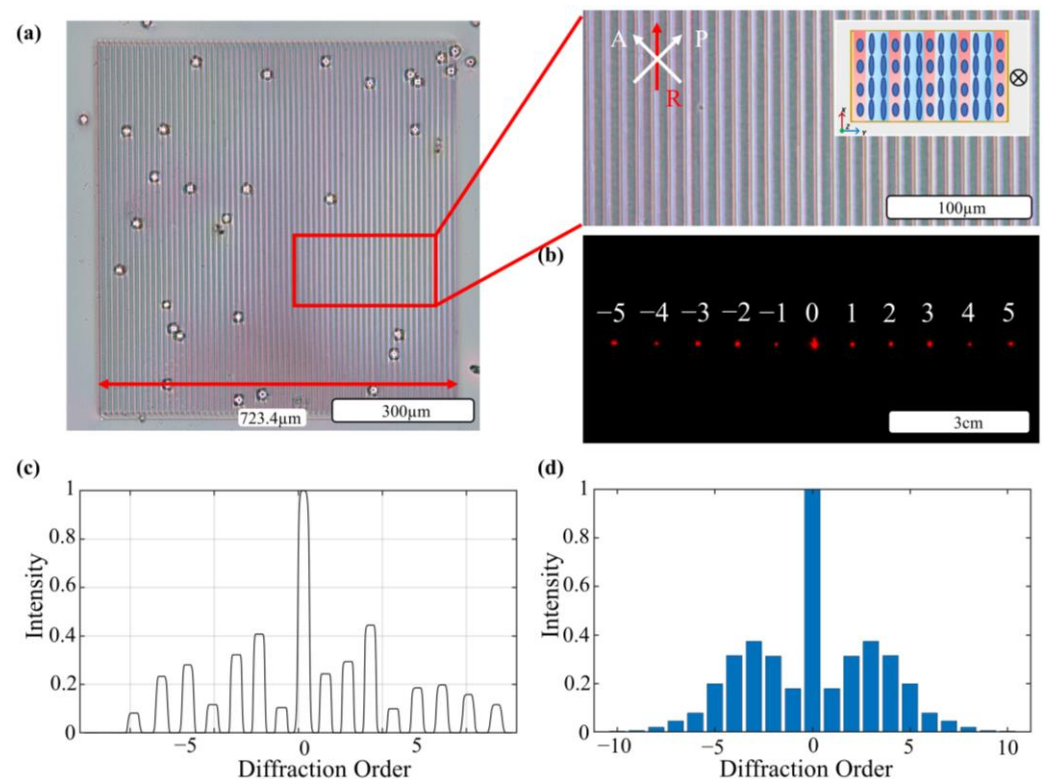 (a)
A
P
R
X
Z
Y
100μm
723.4μm
300μm
(b)
−5 −4 −3 −2 −1 0 1 2 3 4 5
3cm
(c)
1
0.8
0.6
0.4
0.2
0
Intensity
−5 0 5
Diffraction Order
(d)
1
0.8
0.6
0.4
0.2
0
Intensity
−10 −5 0 5 10
Diffraction Order